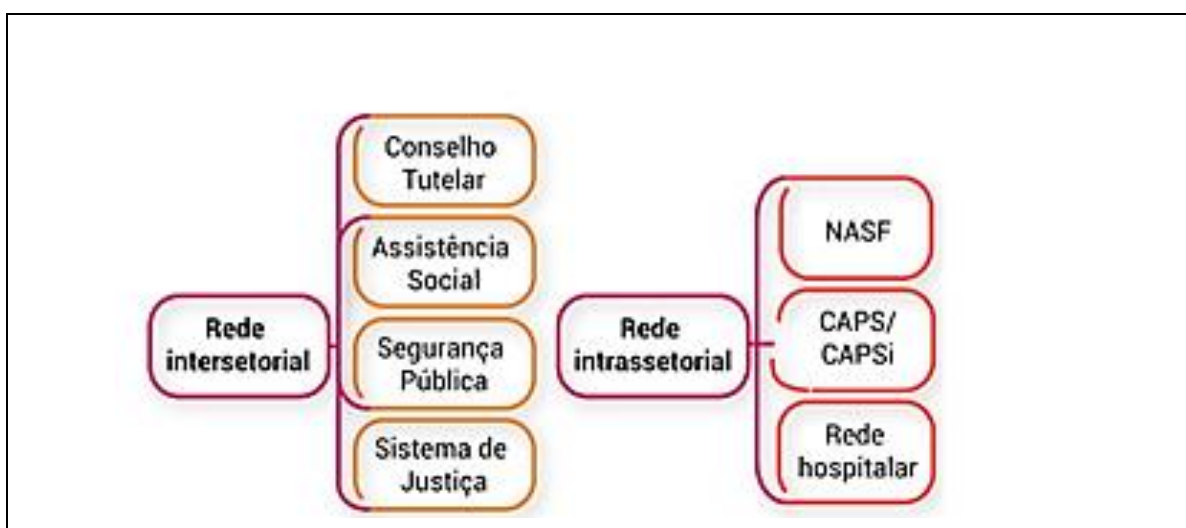 Rede
intersetorial
Conselho
Tutelar
Assistência
Social
Segurança
Pública
Sistema de
Justiça
Rede
intrassetorial
NASF
CAPS/
CAPSi
Rede
hospitalar